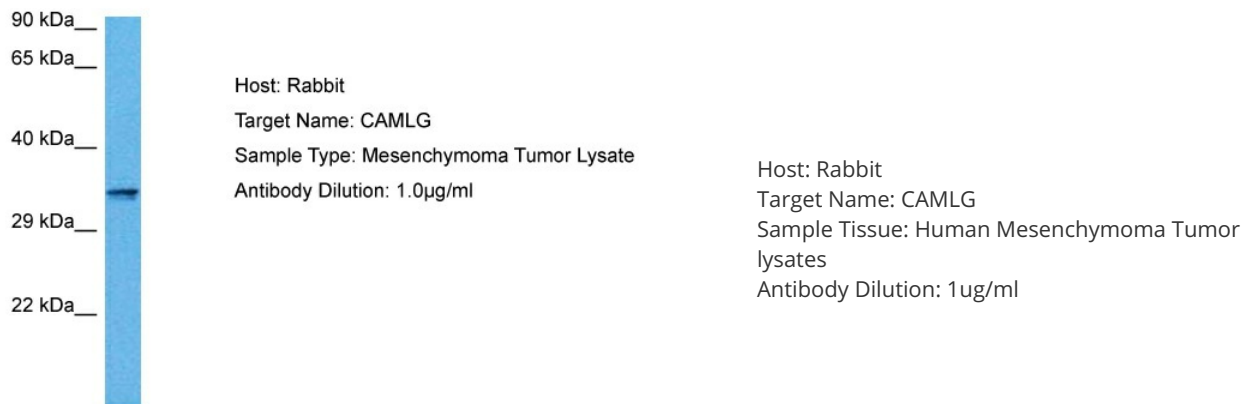 90 kDa__
65 kDa__
40 kDa__
29 kDa__
22 kDa__
Host: Rabbit
Target Name: CAMLG
Sample Type: Mesenchymoma Tumor Lysate
Antibody Dilution: 1.0µg/ml
Host: Rabbit
Target Name: CAMLG
Sample Tissue: Human Mesenchymoma Tumor
lysates
Antibody Dilution: 1ug/ml